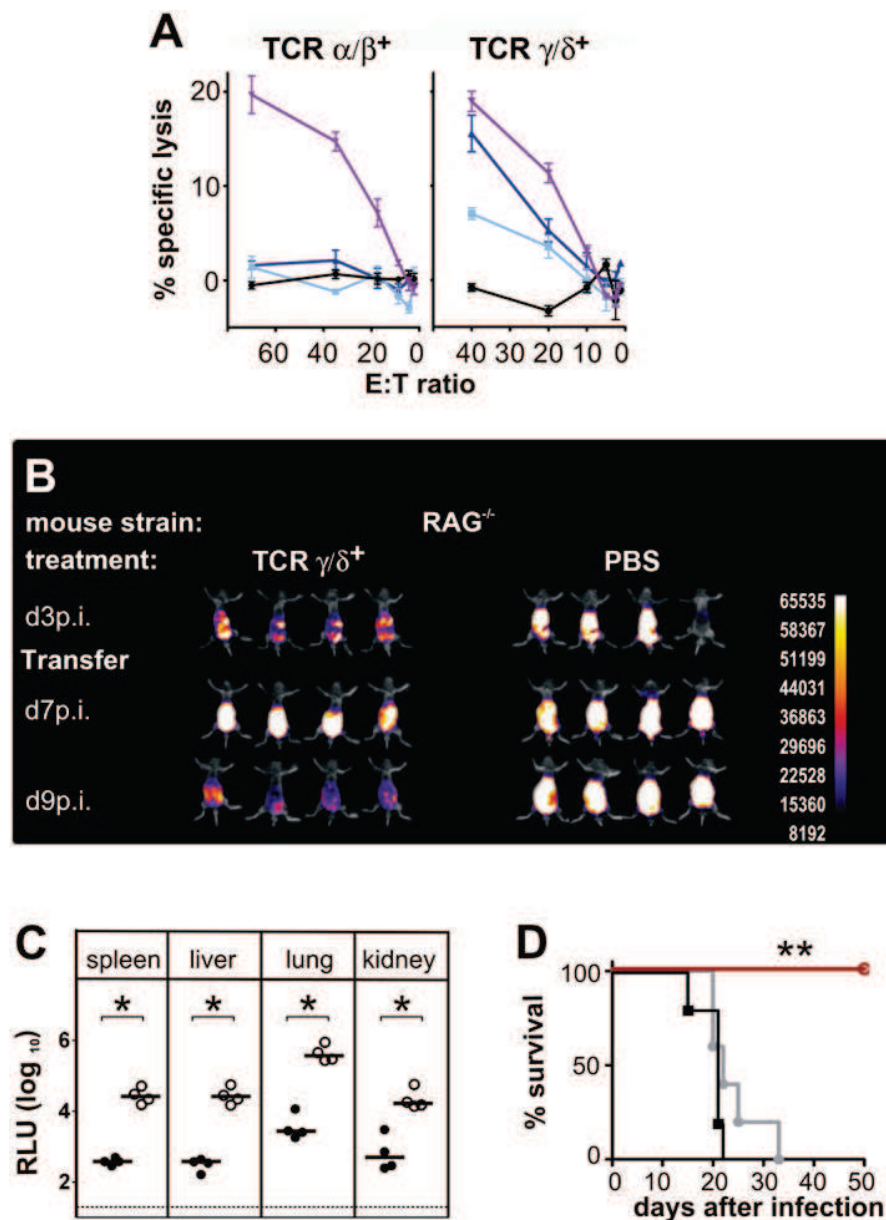 A
TCR α/β+ TCR γ/δ+
% specific lysis
20
10
0
60 40 20 0 40 30 20 10 0
E:T ratio
B
mouse strain: RAG-/-
treatment: TCR γ/δ+ PBS
d3p.i.
Transfer
d7p.i.
d9p.i.
65535
58367
51199
44031
36863
29696
22528
15360
8192
C
spleen liver lung kidney
* * * *
RLU (log 10)
6
4
2
D
**
% survival
100
50
0
0 20 40 50
days after infection